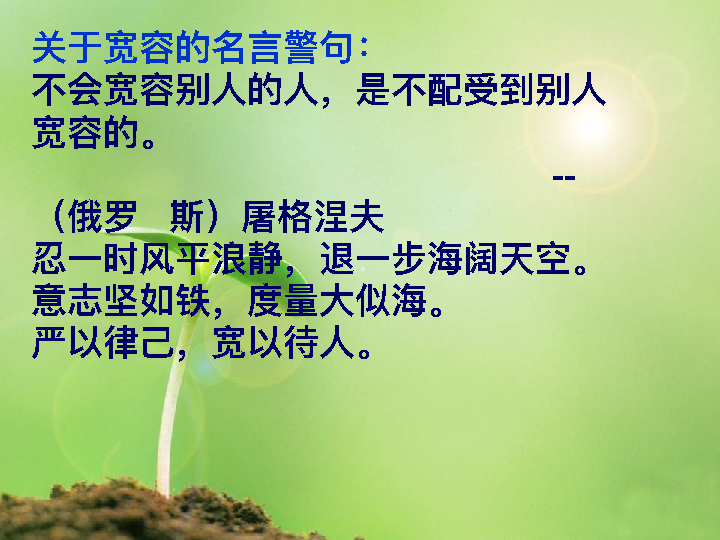 关于宽容的名言警句：
不会宽容别人的人，是不配受到别人
宽容的。
--
（俄罗　斯）屠格涅夫
忍一时风平浪静，退一步海阔天空。
意志坚如铁，度量大似海。
严以律己，宽以待人。